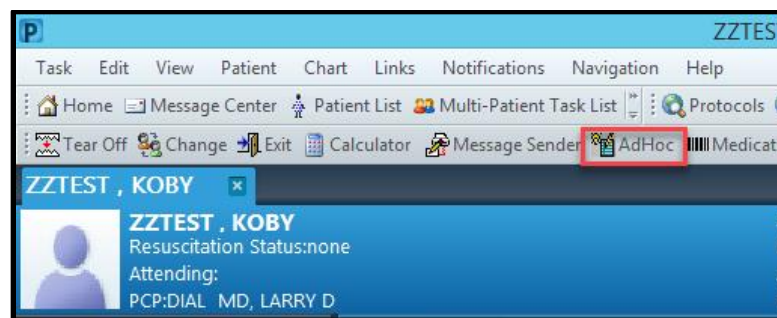 P ZZTES
Task Edit View Patient Chart Links Notifications Navigation Help
Home Message Center Patient List Multi-Patient Task List Protocols
Tear Off Change Exit Calculator Message Sender AdHoc Medicat
ZZTEST , KOBY
ZZTEST , KOBY
Resuscitation Status:none
Attending:
PCP:DIAL MD, LARRY D